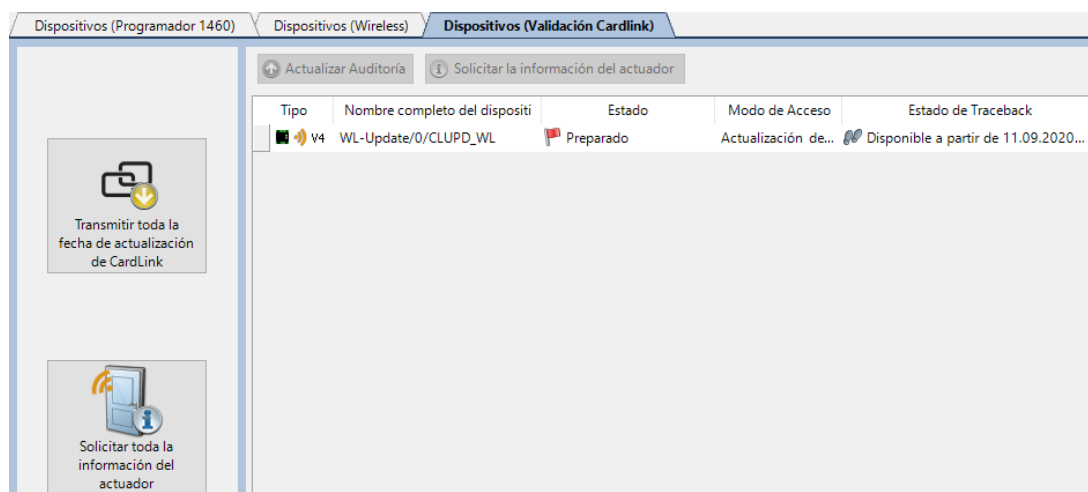 Dispositivos (Programador 1460) Dispositivos (Wireless) Dispositivos (Validación Cardlink)
Actualizar Auditoría Solicitar la información del actuador
Tipo Nombre completo del dispositi Estado Modo de Acceso Estado de Traceback
V4 WL-Update/0/CLUPD_WL Preparado Actualización de... Disponible a partir de 11.09.2020...
Transmitir toda la
fecha de actualización
de CardLink
Solicitar toda la
información del
actuador